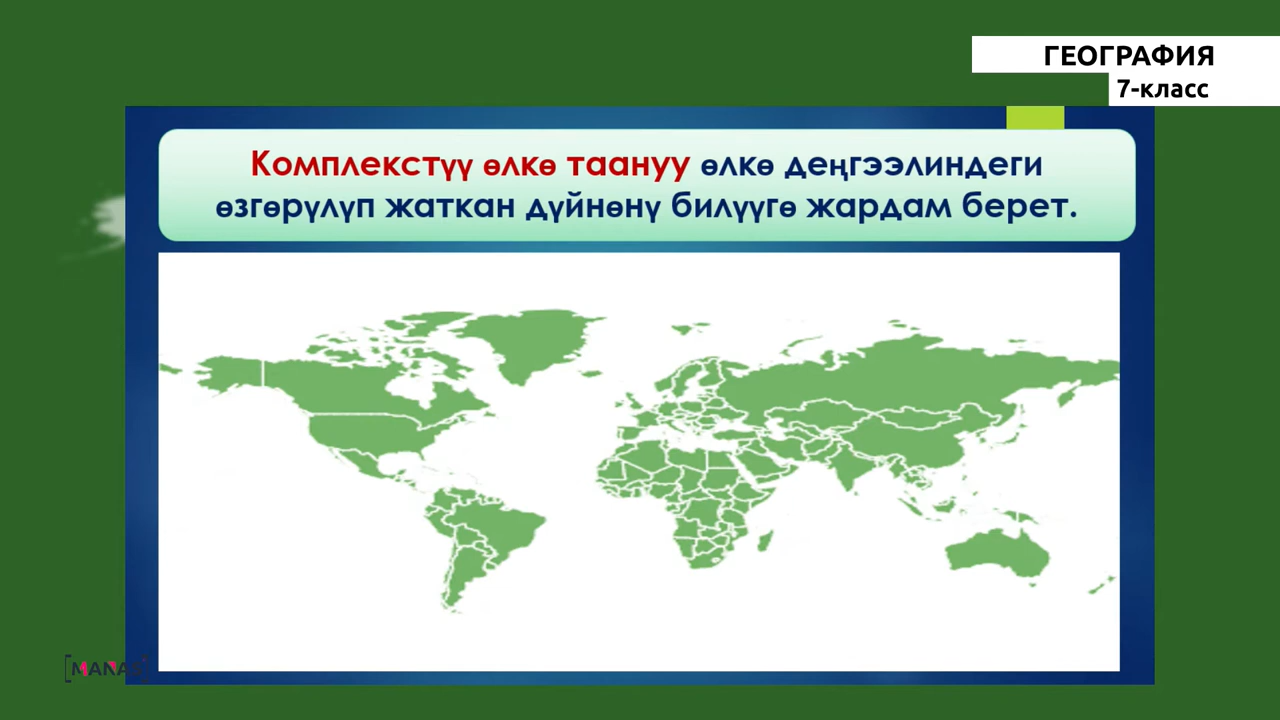 ГЕОГРАФИЯ
7-класс
Комплекстүү өлкө таануу өлкө деңгээлиндеги
өзгөрүлүп жаткан дүйнөнү билүүгө жардам берет.
MANAS